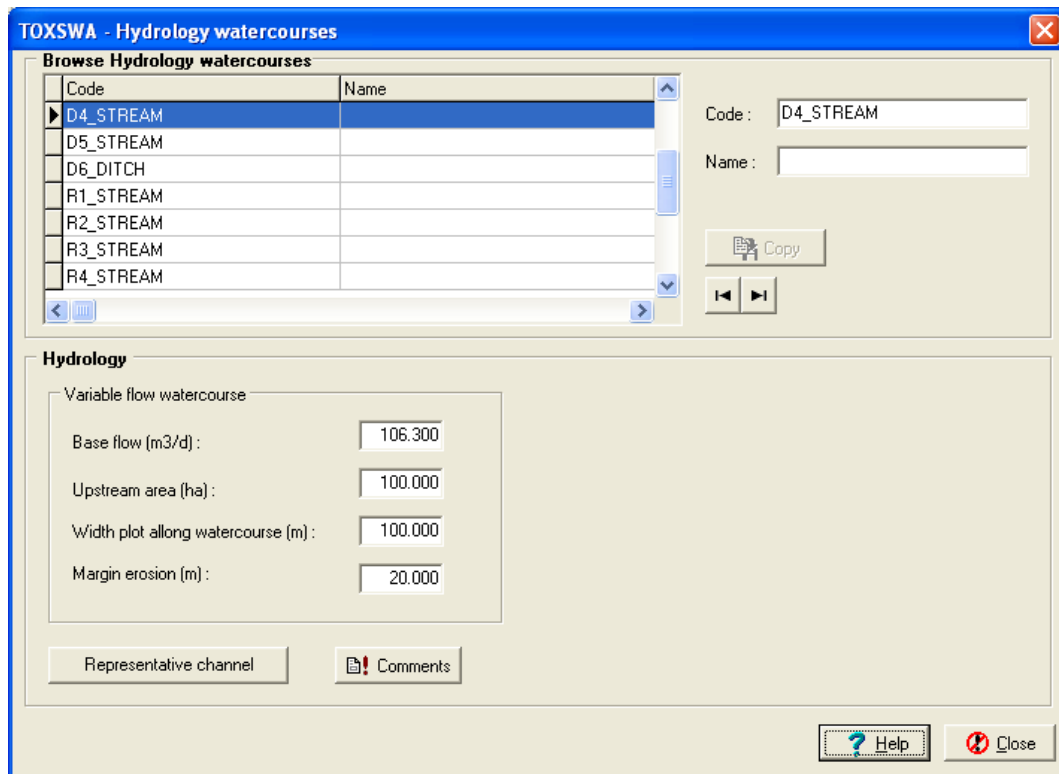 TOXSWA - Hydrology watercourses
Browse Hydrology watercourses
Code Name
D4_STREAM
D5_STREAM
D6_DITCH
R1_STREAM
R2_STREAM
R3_STREAM
R4_STREAM
Code : D4_STREAM
Name :
Copy
Hydrology
Variable flow watercourse
Base flow (m3/d) : 106.300
Upstream area (ha) : 100.000
Width plot allong watercourse (m) : 100.000
Margin erosion (m) : 20.000
Representative channel Comments
Help Close